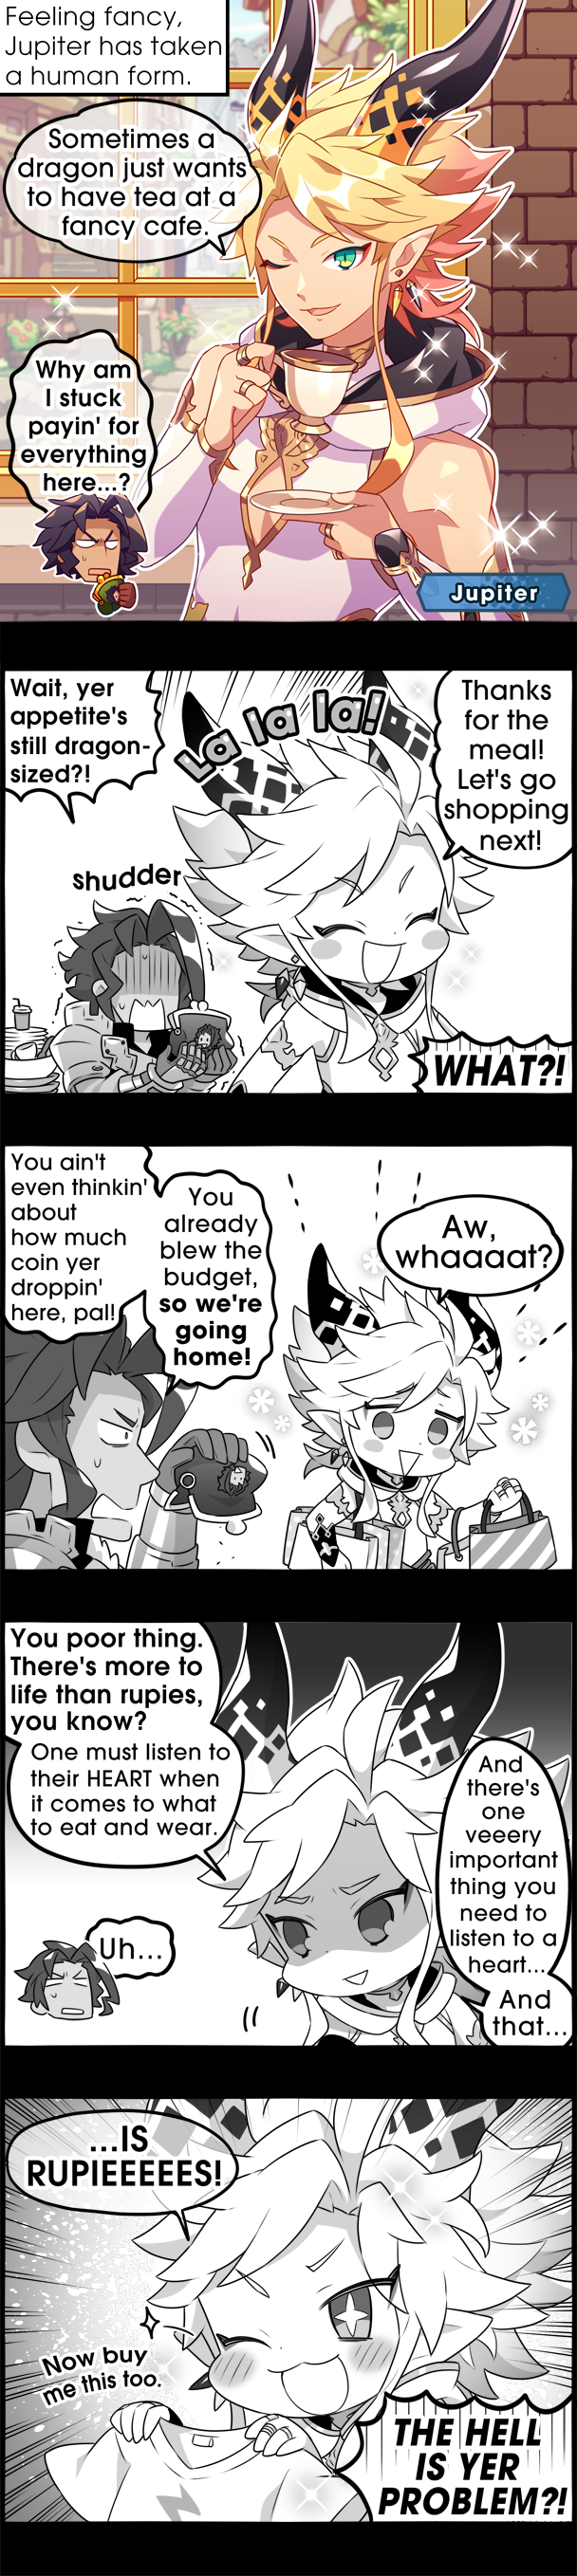 Feeling fancy,
Jupiter has taken
a human form.
Sometimes a
dragon just wants
to have tea at a
fancy cafe.
Why am
I stuck
payin' for
everything
here...?
Jupiter
Wait, yer
appetite's
still dragon-
sized?!
La la la!
Thanks
for the
meal!
Let's go
shopping
next!
shudder
WHAT?!
You ain't
even thinkin'
about
how much
coin yer
droppin'
here, pal!
You
already
blew the
budget,
so we're
going
home!
Aw,
whaaaat?
You poor thing.
There's more to
life than rupies,
you know?
One must listen to
their HEART when
it comes to what
to eat and wear.
Uh...
And
there's
one
veeery
important
thing you
need to
listen to a
heart...
And
that...
...IS
RUPIEEEEES!
Now buy
me this too.
THE HELL
IS YER
PROBLEM?!